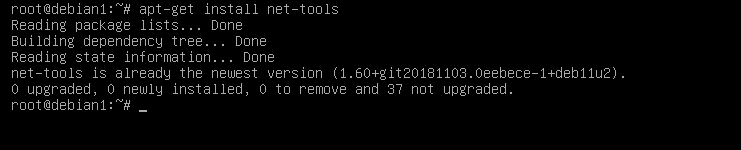 root@debian1:~# apt-get install net-tools
Reading package lists... Done
Building dependency tree... Done
Reading state information... Done
net-tools is already the newest version (1.60+git20181103.0eebece-1+deb11u2).
0 upgraded, 0 newly installed, 0 to remove and 37 not upgraded.
root@debian1:~# _